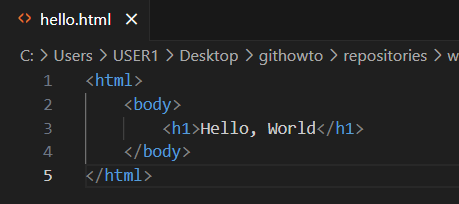 <> hello.html ×
C: > Users > USER1 > Desktop > githowto > repositories > w
1 <html>
2     <body>
3         <h1>Hello, World</h1>
4     </body>
5 </html>